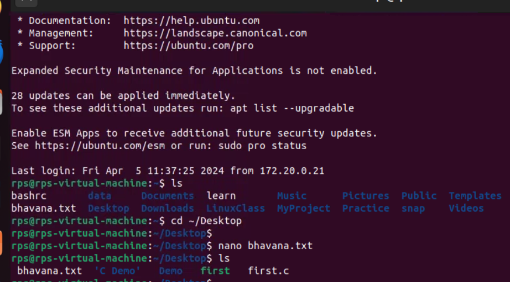 * Documentation:  https://help.ubuntu.com
* Management:     https://landscape.canonical.com
* Support:        https://ubuntu.com/pro
Expanded Security Maintenance for Applications is not enabled.
28 updates can be applied immediately.
To see these additional updates run: apt list --upgradable
Enable ESM Apps to receive additional future security updates.
See https://ubuntu.com/esm or run: sudo pro status
Last login: Fri Apr  5 11:37:25 2024 from 172.20.0.21
rps@rps-virtual-machine:~$ ls
bashrc       data     Documents  learn       Music      Pictures  Public  Templates
bhavana.txt  Desktop  Downloads  LinuxClass  MyProject  Practice  snap    Videos
rps@rps-virtual-machine:~$ cd ~/Desktop
rps@rps-virtual-machine:~/Desktop$
rps@rps-virtual-machine:~/Desktop$ nano bhavana.txt
rps@rps-virtual-machine:~/Desktop$ ls
bhavana.txt  'C Demo'   Demo   first   first.c
rps@rps-virtual-machine:~/Desktop$